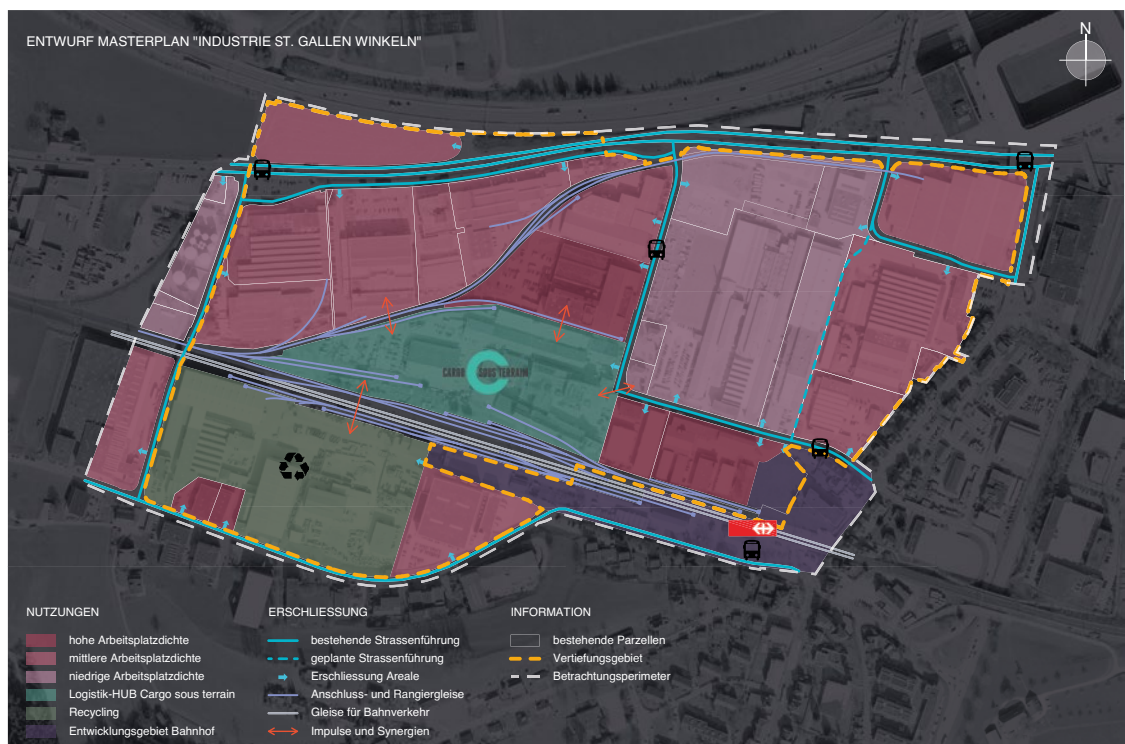 ENTWURF MASTERPLAN "INDUSTRIE ST. GALLEN WINKELN"
N
CARGO SOUS TERRAIN
NUTZUNGEN
hohe Arbeitsplatzdichte
mittlere Arbeitsplatzdichte
niedrige Arbeitsplatzdichte
Logistik-HUB Cargo sous terrain
Recycling
Entwicklungsgebiet Bahnhof
ERSCHLIESSUNG
bestehende Strassenführung
geplante Strassenführung
Erschliessung Areale
Anschluss- und Rangiergleise
Gleise für Bahnverkehr
Impulse und Synergien
INFORMATION
bestehende Parzellen
Vertiefungsgebiet
Betrachtungsperimeter